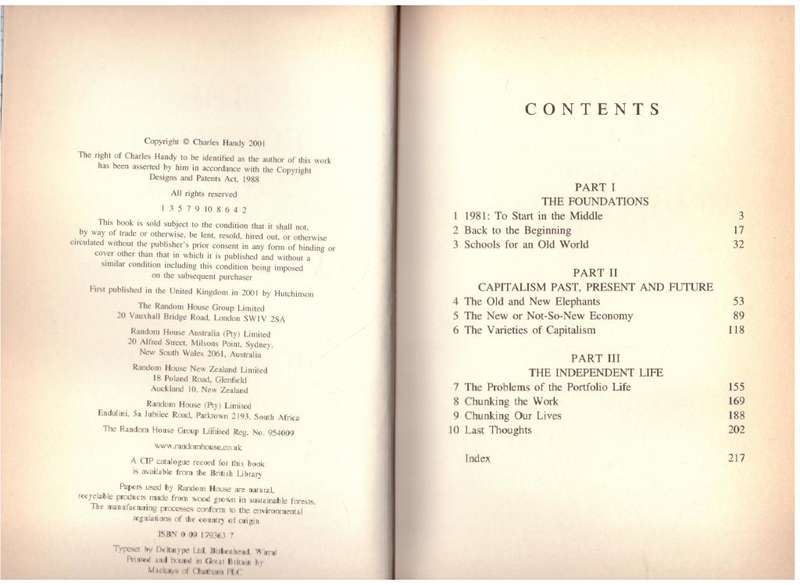 Copyright © Charles Handy 2001
The right of Charles Handy to be identified as the author of this work
has been asserted by him in accordance with the Copyright
Designs and Patents Act, 1988
All rights reserved
1 3 5 7 9 10 8 6 4 2
This book is sold subject to the condition that it shall not,
by way of trade or otherwise, be lent, resold, hired out, or otherwise
circulated without the publisher's prior consent in any form of binding or
cover other than that in which it is published and without a
similar condition including this condition being imposed
on the subsequent purchaser
First published in the United Kingdom in 2001 by Hutchinson
The Random House Group Limited
20 Vauxhall Bridge Road, London SW1V 2SA
Random House Australia (Pty) Limited
20 Alfred Street, Milsons Point, Sydney,
New South Wales 2061, Australia
Random House New Zealand Limited
18 Poland Road, Glenfield
Auckland 10, New Zealand
Random House (Pty) Limited
Endulini, 5a Jubilee Road, Parktown 2193, South Africa
The Random House Group Limited Reg. No. 954009
www.randomhouse.co.uk
A CIP catalogue record for this book
is available from the British Library
Papers used by Random House are natural,
recyclable products made from wood grown in sustainable forests.
The manufacturing processes conform to the environmental
regulations of the country of origin
ISBN 0 09 179363 7
Typeset by Deltatype Ltd, Birkenhead, Wirral
Printed and bound in Great Britain by
Mackays of Chatham PLC
CONTENTS
PART I
THE FOUNDATIONS
1 1981: To Start in the Middle 3
2 Back to the Beginning 17
3 Schools for an Old World 32
PART II
CAPITALISM PAST, PRESENT AND FUTURE
4 The Old and New Elephants 53
5 The New or Not-So-New Economy 89
6 The Varieties of Capitalism 118
PART III
THE INDEPENDENT LIFE
7 The Problems of the Portfolio Life 155
8 Chunking the Work 169
9 Chunking Our Lives 188
10 Last Thoughts 202
Index 217